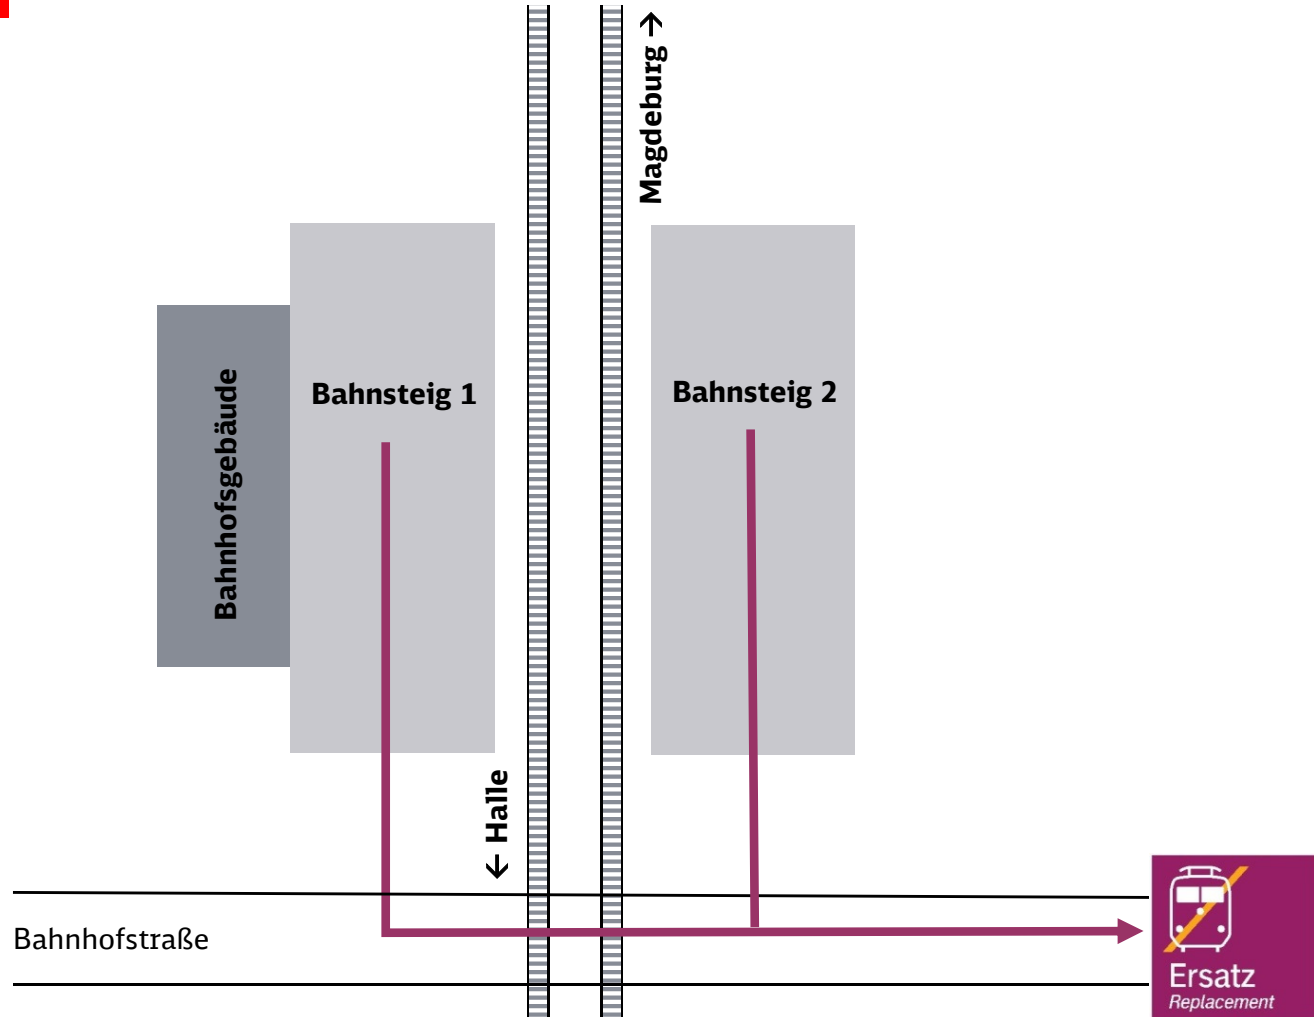 Magdeburg →
Bahnhofsgebäude
Bahnsteig 1
Bahnsteig 2
← Halle
Bahnhofstraße
Ersatz
Replacement